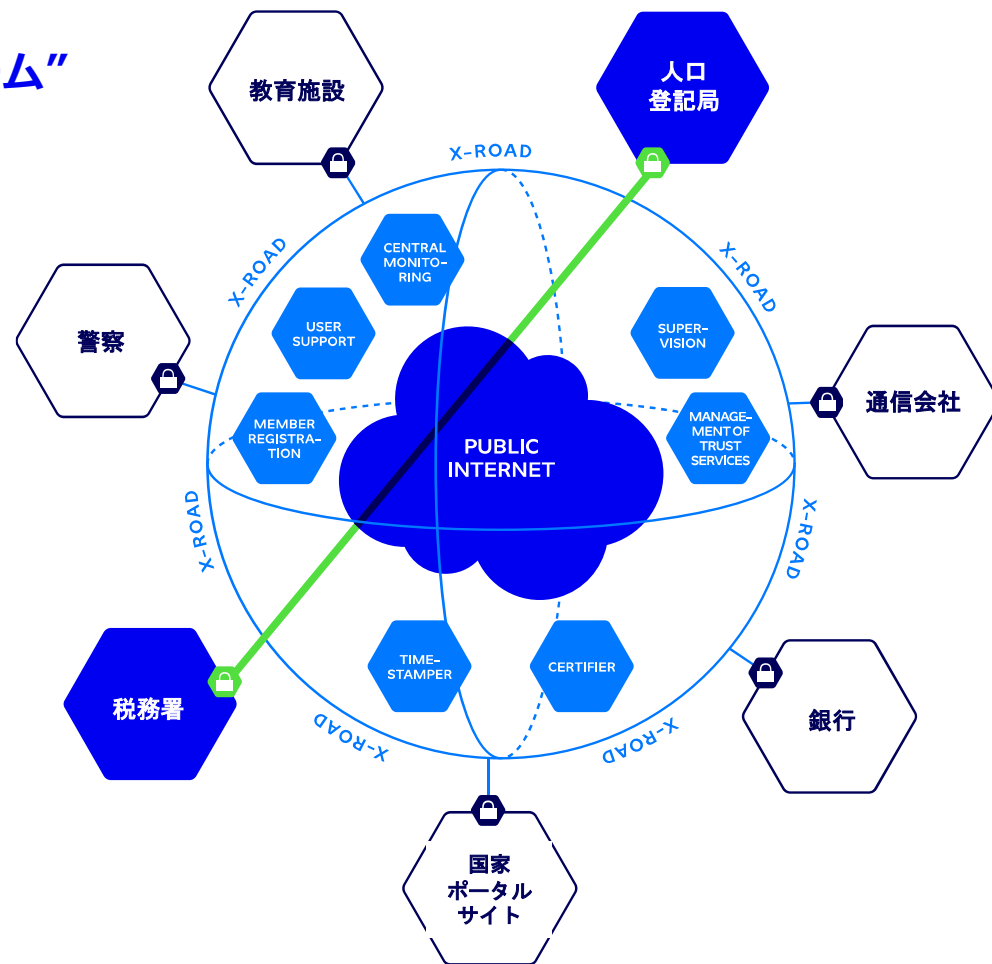 ーム”
教育施設
人口
登記局
X-ROAD
X-ROAD
X-ROAD
CENTRAL
MONITO-
RING
USER
SUPPORT
SUPER-
VISION
警察
通信会社
MEMBER
REGISTRA-
TION
MANAGE-
MENT OF
TRUST
SERVICES
PUBLIC
INTERNET
X-ROAD
X-ROAD
TIME-
STAMPER
CERTIFIER
税務署
銀行
X-ROAD
X-ROAD
国家
ポータル
サイト